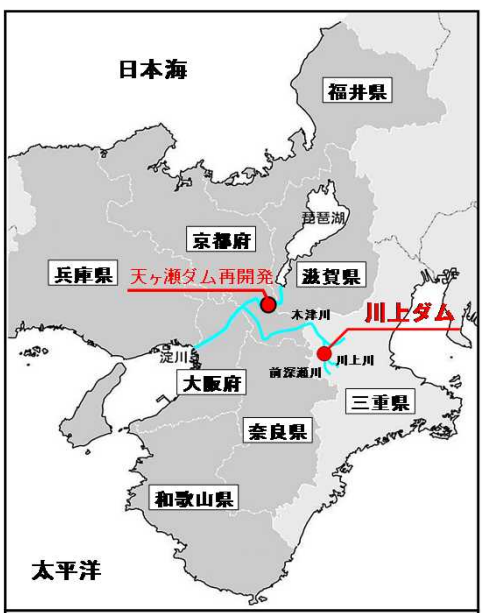 日本海
福井県
琵琶湖
京都府
兵庫県
天ヶ瀬ダム再開発
滋賀県
木津川
川上ダム
淀川
川上川
前深瀬川
大阪府
三重県
奈良県
和歌山県
太平洋